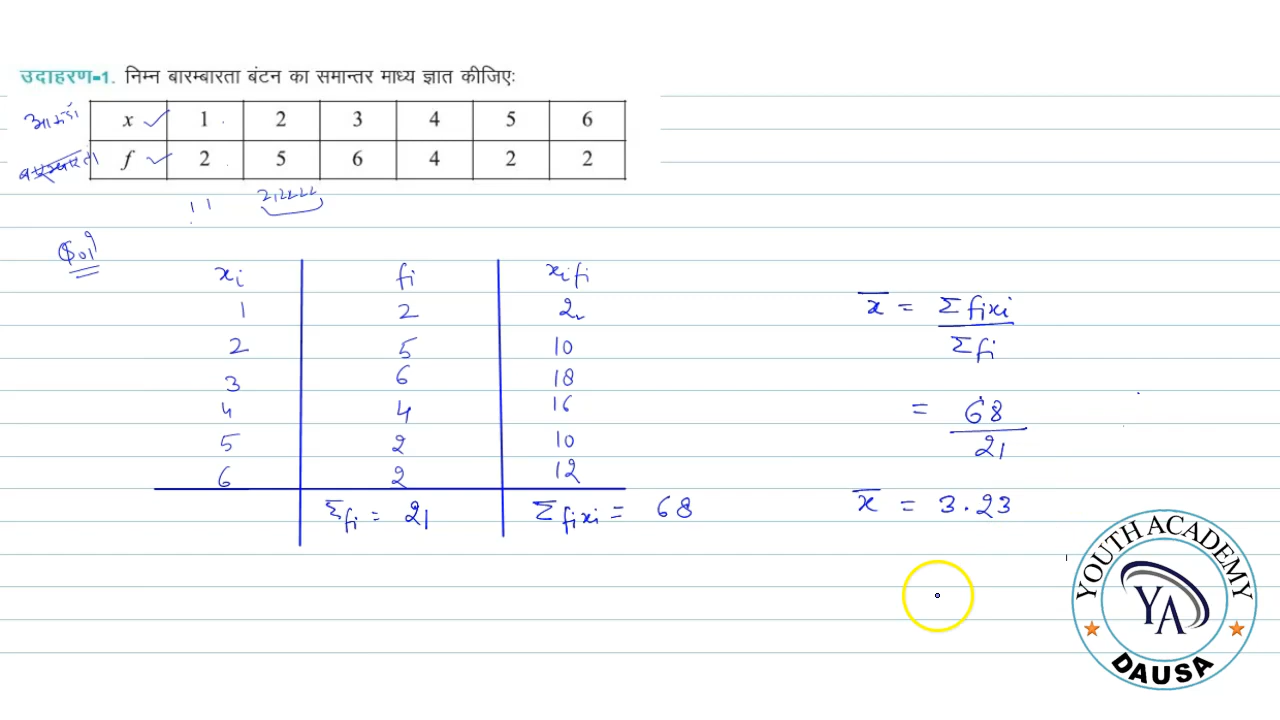 उदाहरण-1. निम्न बारम्बारता बंटन का समान्तर माध्य ज्ञात कीजिएः
x 1 2 3 4 5 6
f 2 5 6 4 2 2
xi fi xifi
1 2 2
2 5 10
3 6 18
4 4 16
5 2 10
6 2 12
Σfi = 21 Σfixi = 68
x̄ = Σfixi
Σfi
= 68
21
x̄ = 3.23
YOUTH ACADEMY
YA
DAUSA